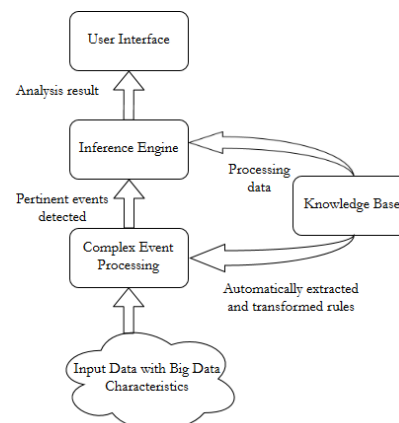 User Interface
Analysis result
Inference Engine
Processing
data
Pertinent events
detected
Knowledge Base
Complex Event
Processing
Automatically extracted
and transformed rules
Input Data with Big Data
Characteristics